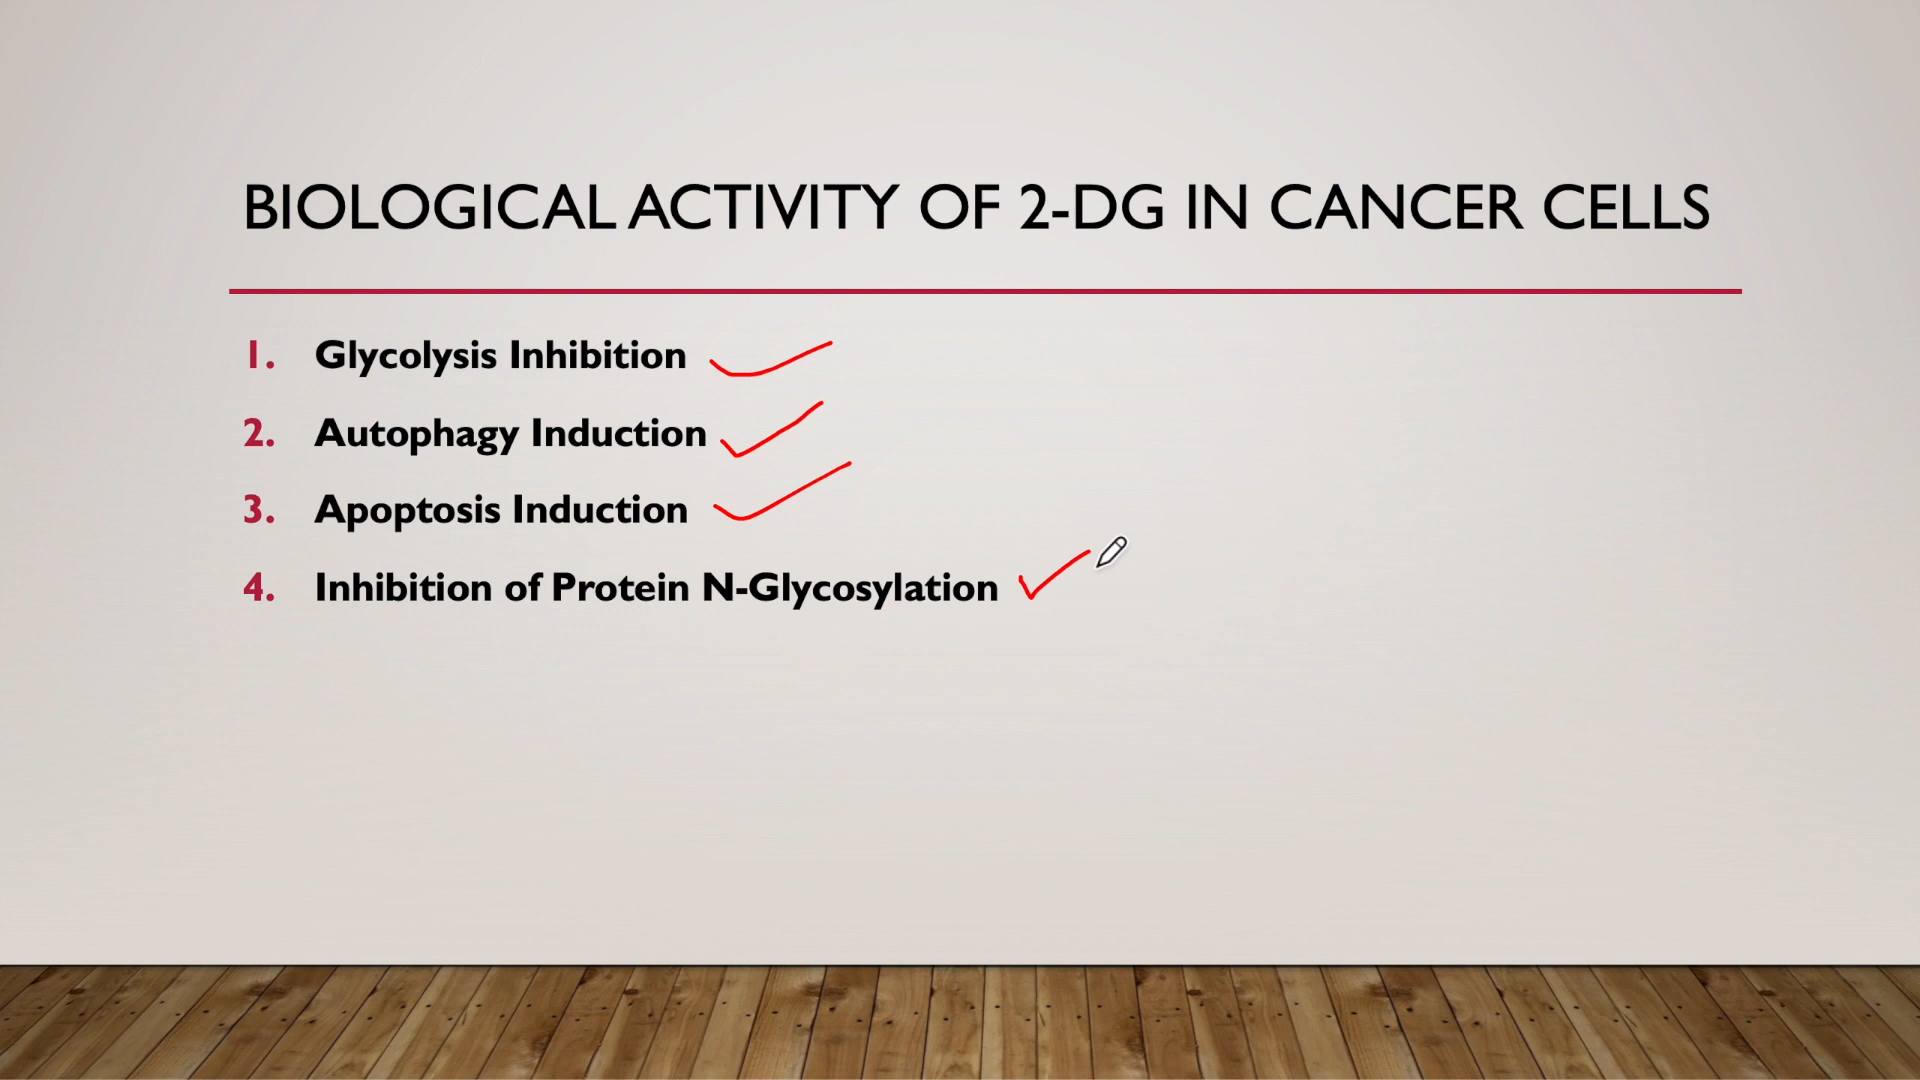 BIOLOGICAL ACTIVITY OF 2-DG IN CANCER CELLS
1. Glycolysis Inhibition
2. Autophagy Induction
3. Apoptosis Induction
4. Inhibition of Protein N-Glycosylation